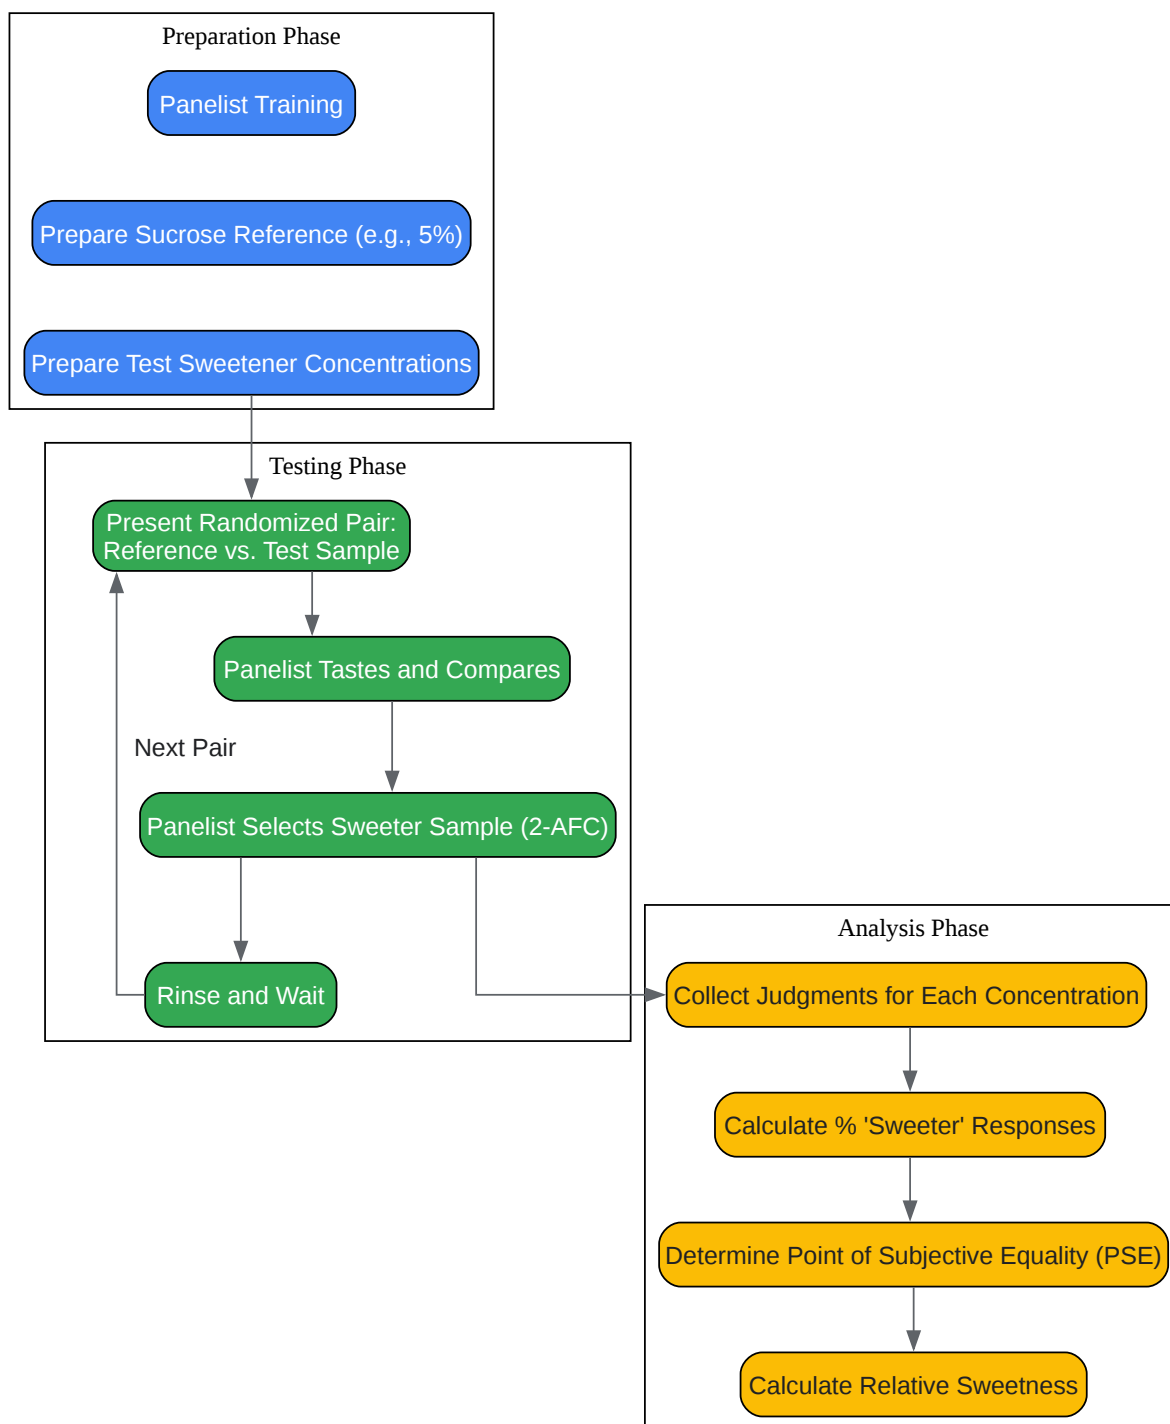 Preparation Phase
Panelist Training
Prepare Sucrose Reference (e.g., 5%)
Prepare Test Sweetener Concentrations
Testing Phase
Present Randomized Pair:
Reference vs. Test Sample
Panelist Tastes and Compares
Next Pair
Panelist Selects Sweeter Sample (2-AFC)
Rinse and Wait
Analysis Phase
Collect Judgments for Each Concentration
Calculate % 'Sweeter' Responses
Determine Point of Subjective Equality (PSE)
Calculate Relative Sweetness